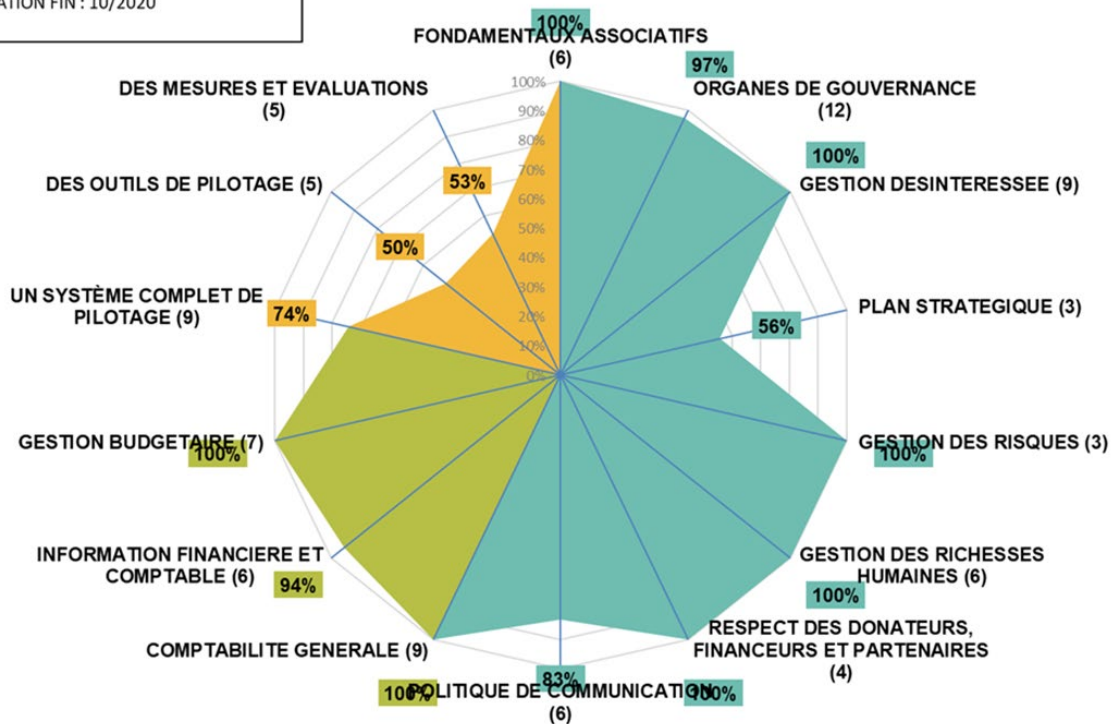 ATION FIN : 10/2020
100%
FONDAMENTAUX ASSOCIATIFS
(6)
97%
ORGANES DE GOUVERNANCE
(12)
100%
GESTION DESINTERESSEE (9)
PLAN STRATEGIQUE (3)
56%
GESTION DES RISQUES (3)
100%
GESTION DES RICHESSES
HUMAINES (6)
100%
RESPECT DES DONATEURS,
FINANCEURS ET PARTENAIRES
(4)
100%
83%
POLITIQUE DE COMMUNICATION
(6)
100%
COMPTABILITE GENERALE (9)
94%
INFORMATION FINANCIERE ET
COMPTABLE (6)
GESTION BUDGETAIRE (7)
100%
UN SYSTÈME COMPLET DE
PILOTAGE (9)
74%
DES OUTILS DE PILOTAGE (5)
50%
DES MESURES ET EVALUATIONS
(5)
53%
100%
90%
80%
70%
60%
50%
40%
30%
20%
10%
0%